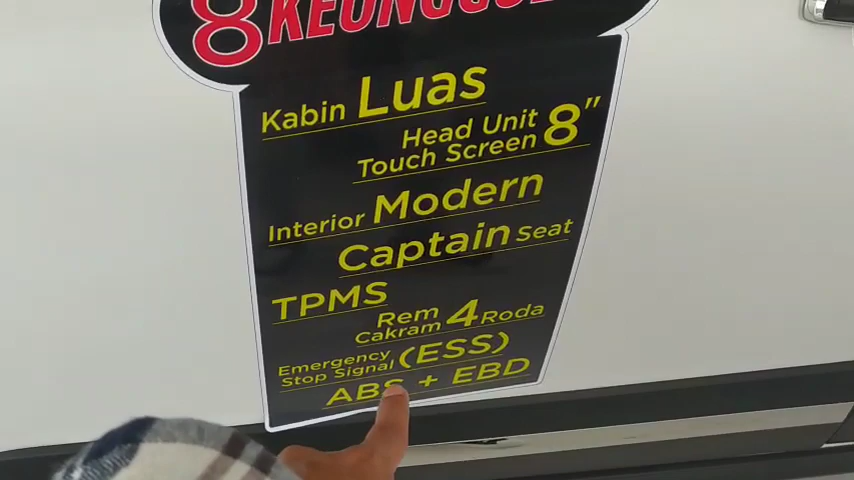 8 KEUNGGULAN
Kabin Luas
Head Unit 8"
Touch Screen
Interior Modern
Captain Seat
TPMS
Rem 4 Roda
Cakram
Emergency (ESS)
Stop Signal
ABS + EBD